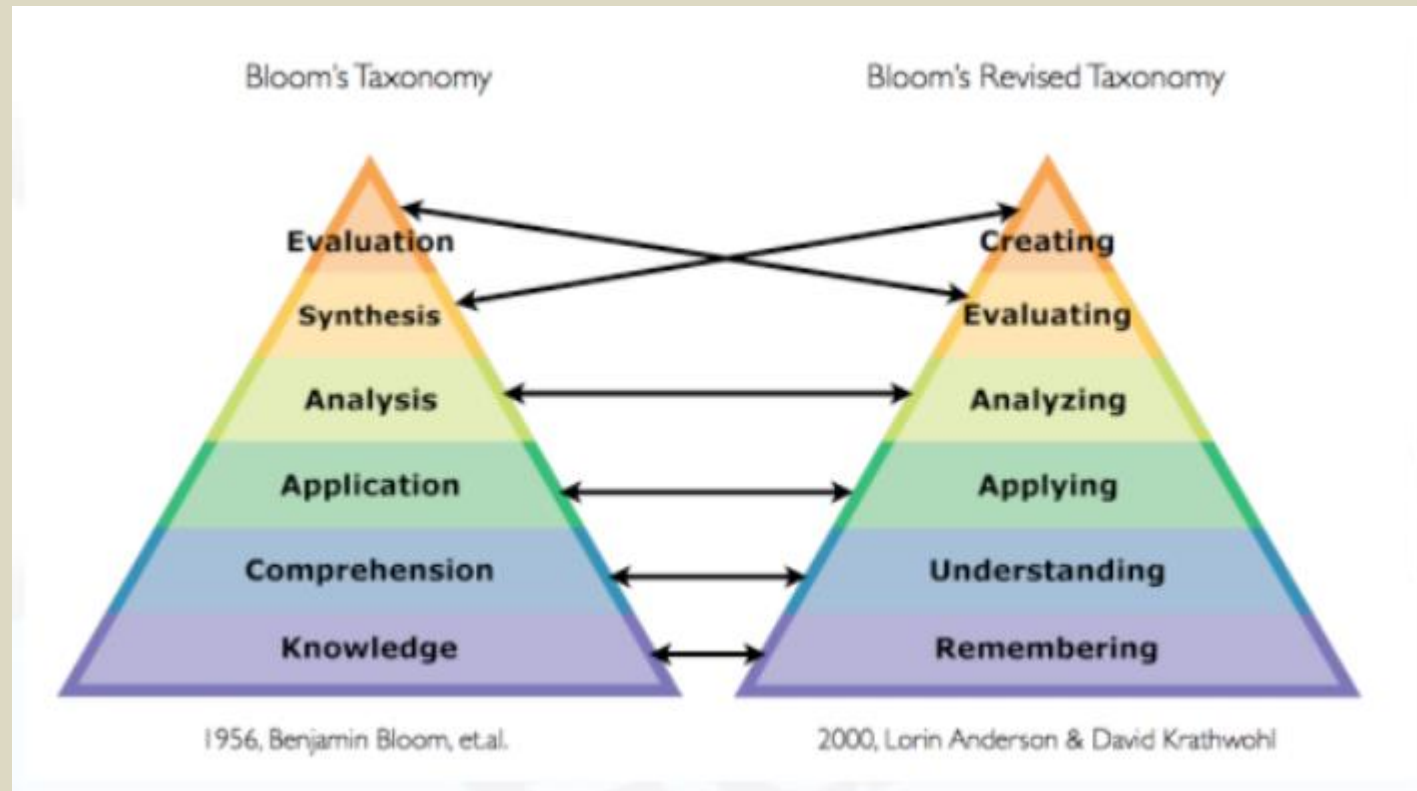 Bloom's Taxonomy
Evaluation
Synthesis
Analysis
Application
Comprehension
Knowledge
1956, Benjamin Bloom, et.al.
Bloom's Revised Taxonomy
Creating
Evaluating
Analyzing
Applying
Understanding
Remembering
2000, Lorin Anderson & David Krathwohl